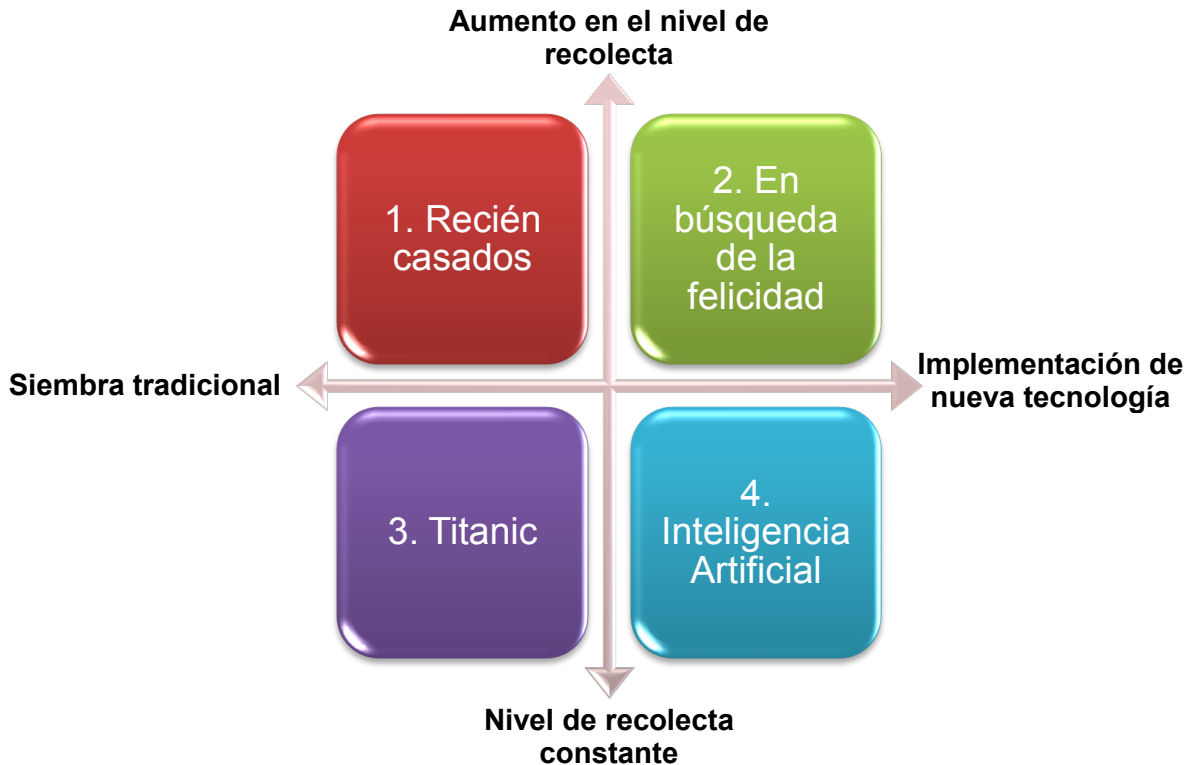 Aumento en el nivel de
recolecta
1. Recién
casados
2. En
búsqueda
de la
felicidad
Siembra tradicional
Implementación de
nueva tecnología
3. Titanic
4.
Inteligencia
Artificial
Nivel de recolecta
constante